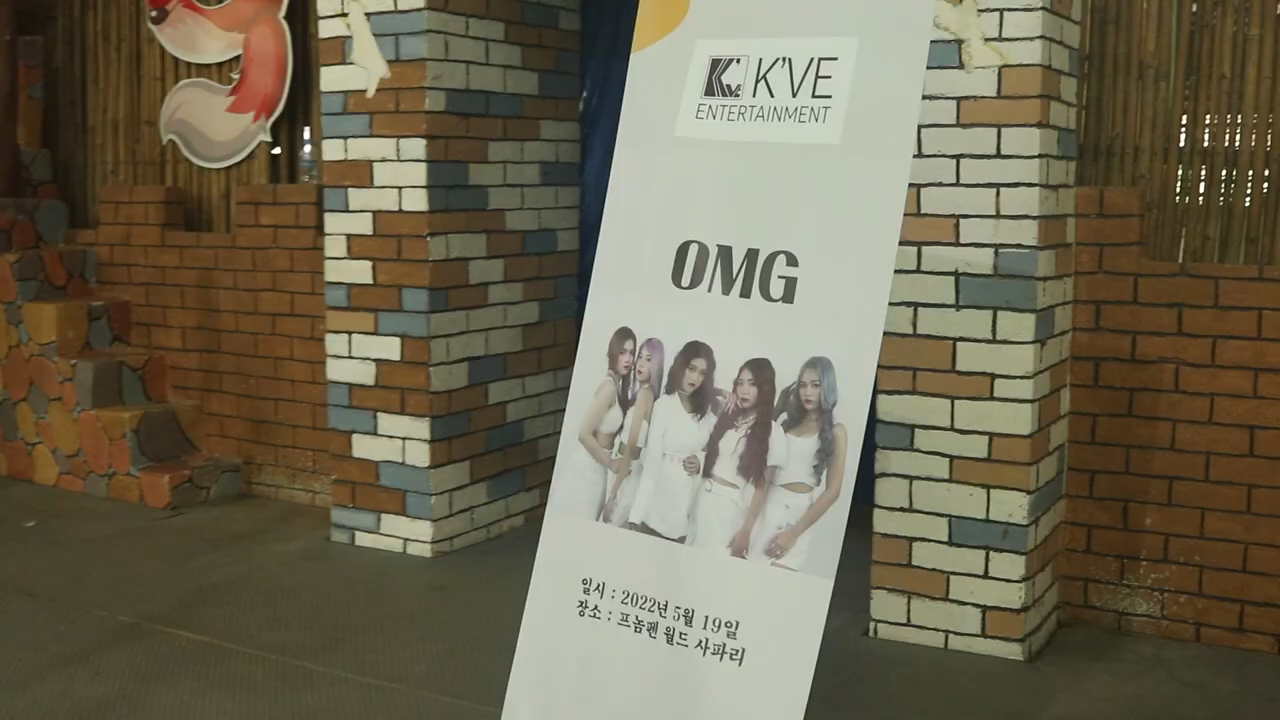 K'VE
ENTERTAINMENT
OMG
일시 : 2022년 5월 19일
장소 : 프놈펜 월드 사파리